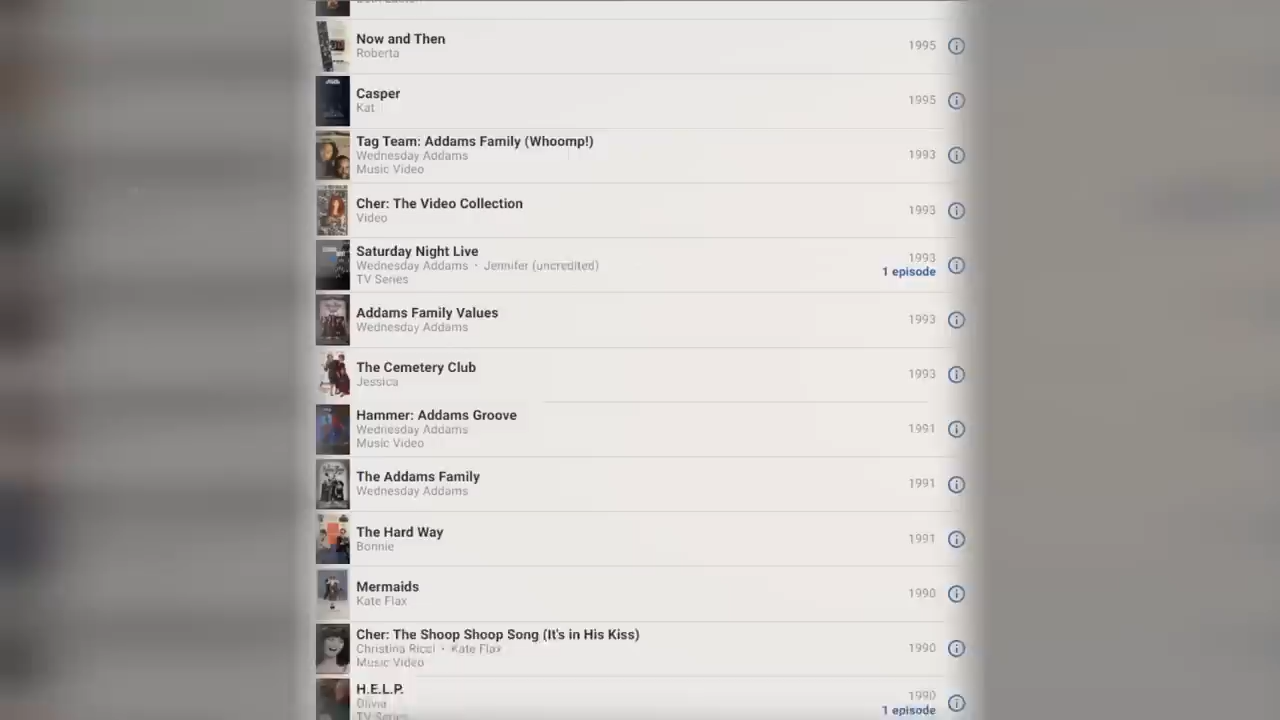 Now and Then
Roberta
1995
Casper
Kat
1995
Tag Team: Addams Family (Whoomp!)
Wednesday Addams
Music Video
1993
Cher: The Video Collection
Video
1993
Saturday Night Live
Wednesday Addams · Jennifer (uncredited)
TV Series
1993
1 episode
Addams Family Values
Wednesday Addams
1993
The Cemetery Club
Jessica
1993
Hammer: Addams Groove
Wednesday Addams
Music Video
1991
The Addams Family
Wednesday Addams
1991
The Hard Way
Bonnie
1991
Mermaids
Kate Flax
1990
Cher: The Shoop Shoop Song (It's in His Kiss)
Christina Ricci · Kate Flax
Music Video
1990
H.E.L.P.
Olivia
TV Series
1990
1 episode